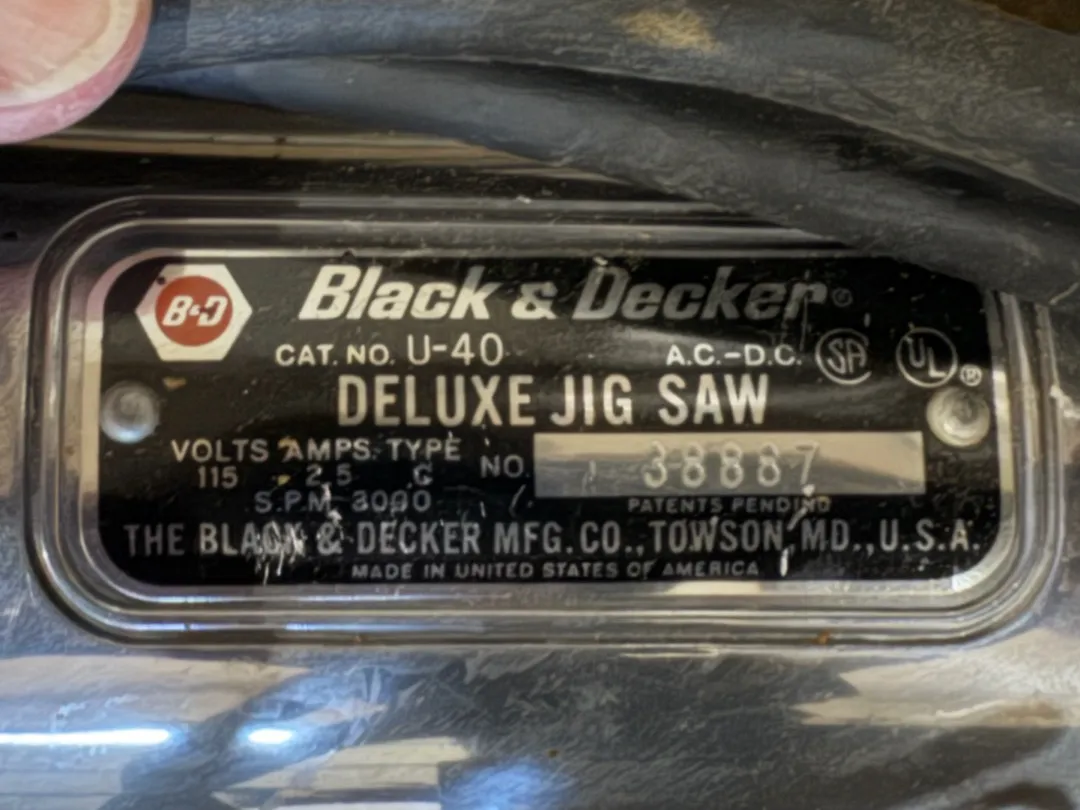 B&D Black & Decker®
CAT. NO. U-40 A.C.-D.C. SA UL®
DELUXE JIG SAW
VOLTS AMPS. TYPE
115 2.5 C NO. 38887
S.P.M. 3000 PATENTS PENDING
THE BLACK & DECKER MFG. CO., TOWSON, MD., U.S.A.
MADE IN UNITED STATES OF AMERICA